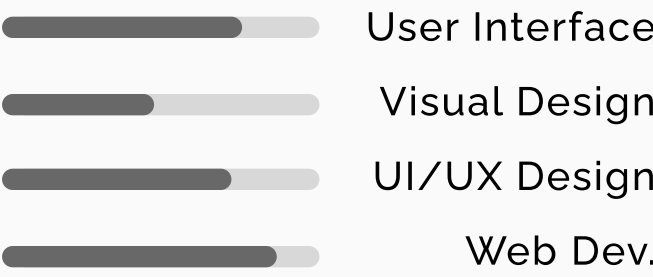 User Interface
Visual Design
UI/UX Design
Web Dev.